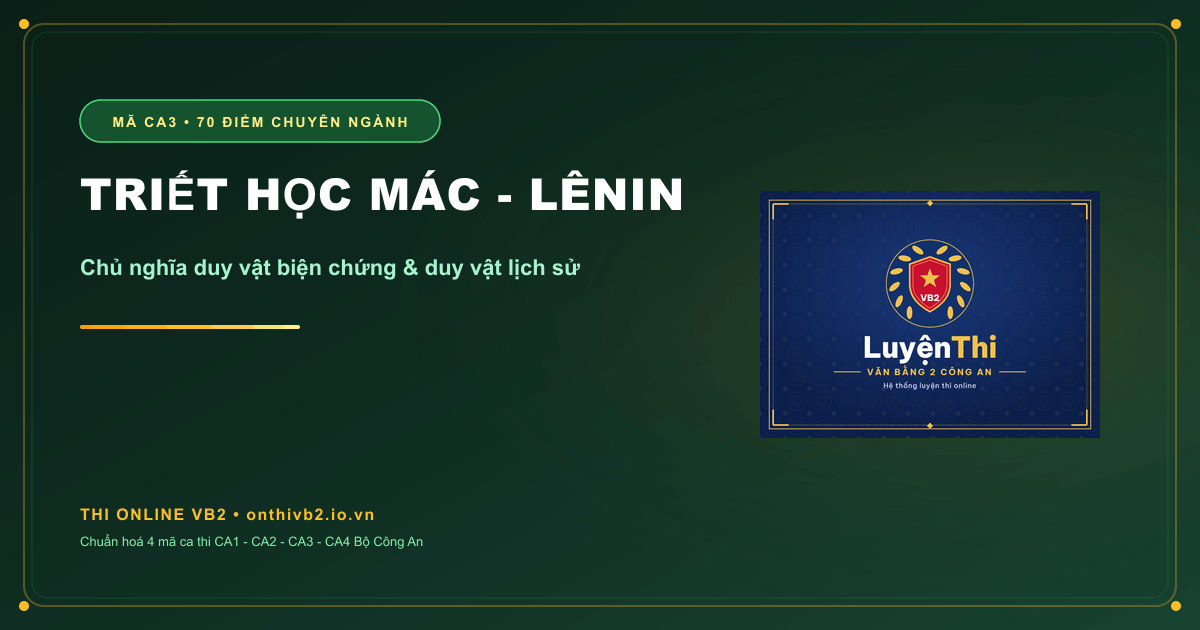 MÃ CA3 • 70 ĐIỂM CHUYÊN NGÀNH
TRIẾT HỌC MÁC - LÊNIN
Chủ nghĩa duy vật biện chứng & duy vật lịch sử
VB2
LuyệnThi
VĂN BẰNG 2 CÔNG AN
Hệ thống luyện thi online
THI ONLINE VB2 • onthivb2.io.vn
Chuẩn hoá 4 mã ca thi CA1 - CA2 - CA3 - CA4 Bộ Công An